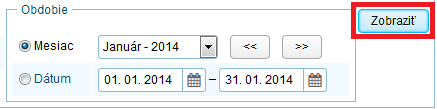 Obdobie
Zobraziť
Mesiac Január - 2014 << >>
Dátum 01. 01. 2014 – 31. 01. 2014